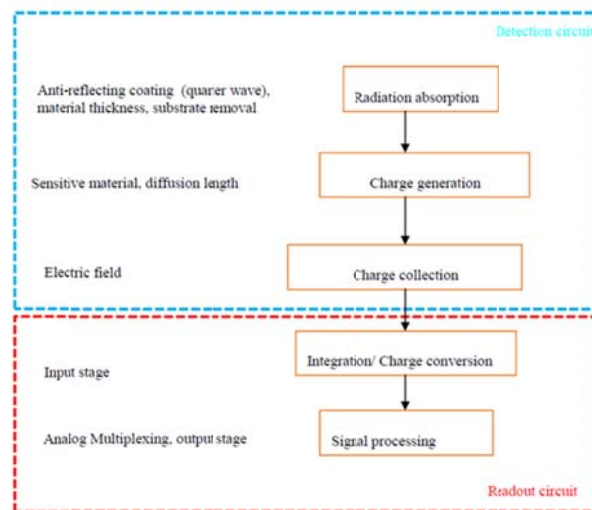 Detection circuit
Anti-reflecting coating (quarer wave),
material thickness, substrate removal
Radiation absorption
Sensitive material, diffusion length
Charge generation
Electric field
Charge collection
Input stage
Integration/ Charge conversion
Analog Multiplexing, output stage
Signal processing
Readout circuit